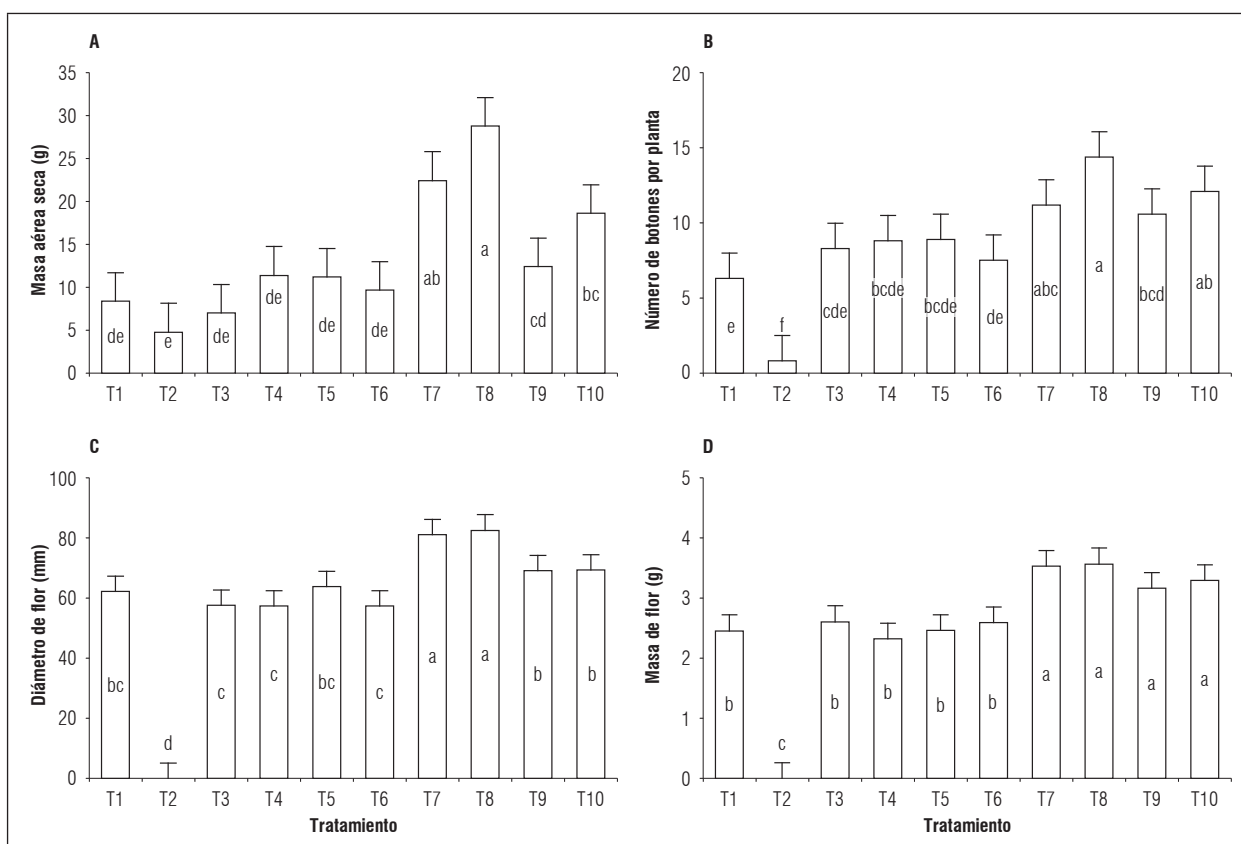 A
Masa aérea seca (g)
35
30
25
20
15
10
5
0
de
e
de
de
de
de
ab
a
cd
bc
T1 T2 T3 T4 T5 T6 T7 T8 T9 T10
B
Número de botones por planta
20
15
10
5
0
e
f
cde
bcde
bcde
de
abc
a
bcd
ab
T1 T2 T3 T4 T5 T6 T7 T8 T9 T10
C
Diámetro de flor (mm)
100
80
60
40
20
0
bc
d
c
c
bc
c
a
a
b
b
T1 T2 T3 T4 T5 T6 T7 T8 T9 T10
Tratamiento
D
Masa de flor (g)
5
4
3
2
1
0
b
c
b
b
b
b
a
a
a
a
T1 T2 T3 T4 T5 T6 T7 T8 T9 T10
Tratamiento